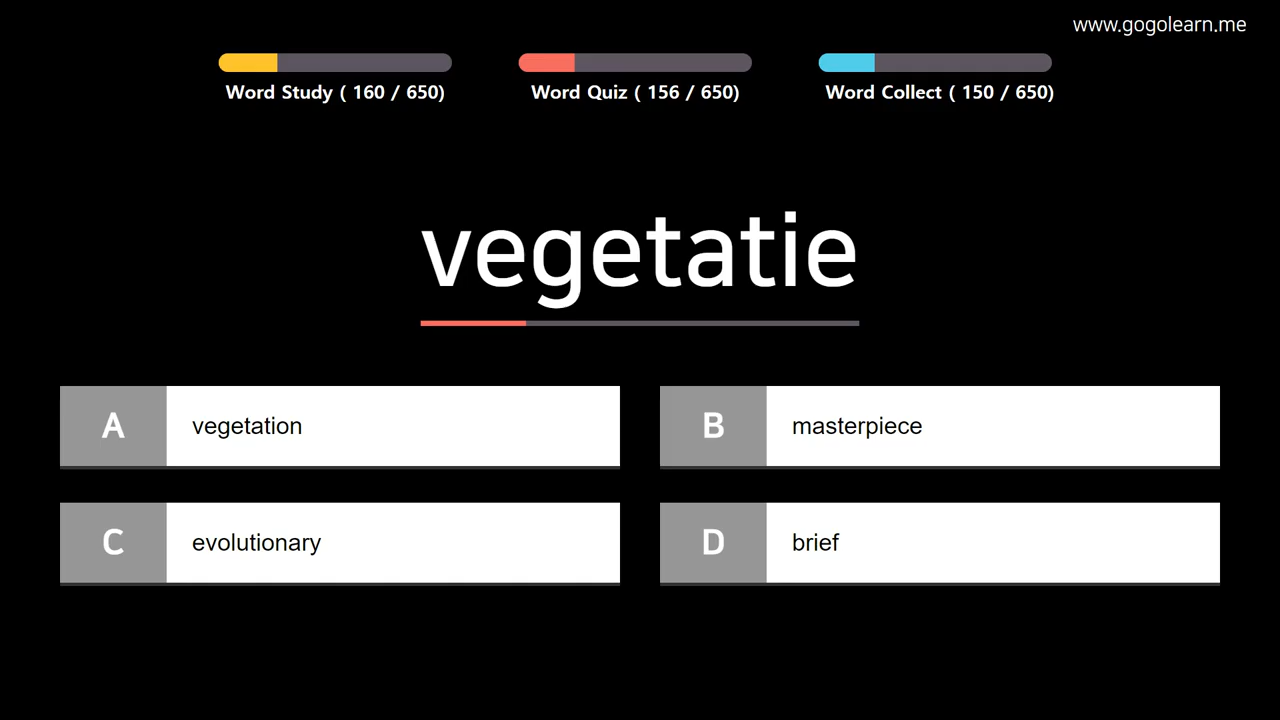 www.gogolearn.me
Word Study ( 160 / 650)
Word Quiz ( 156 / 650)
Word Collect ( 150 / 650)
vegetatie
A vegetation
B masterpiece
C evolutionary
D brief